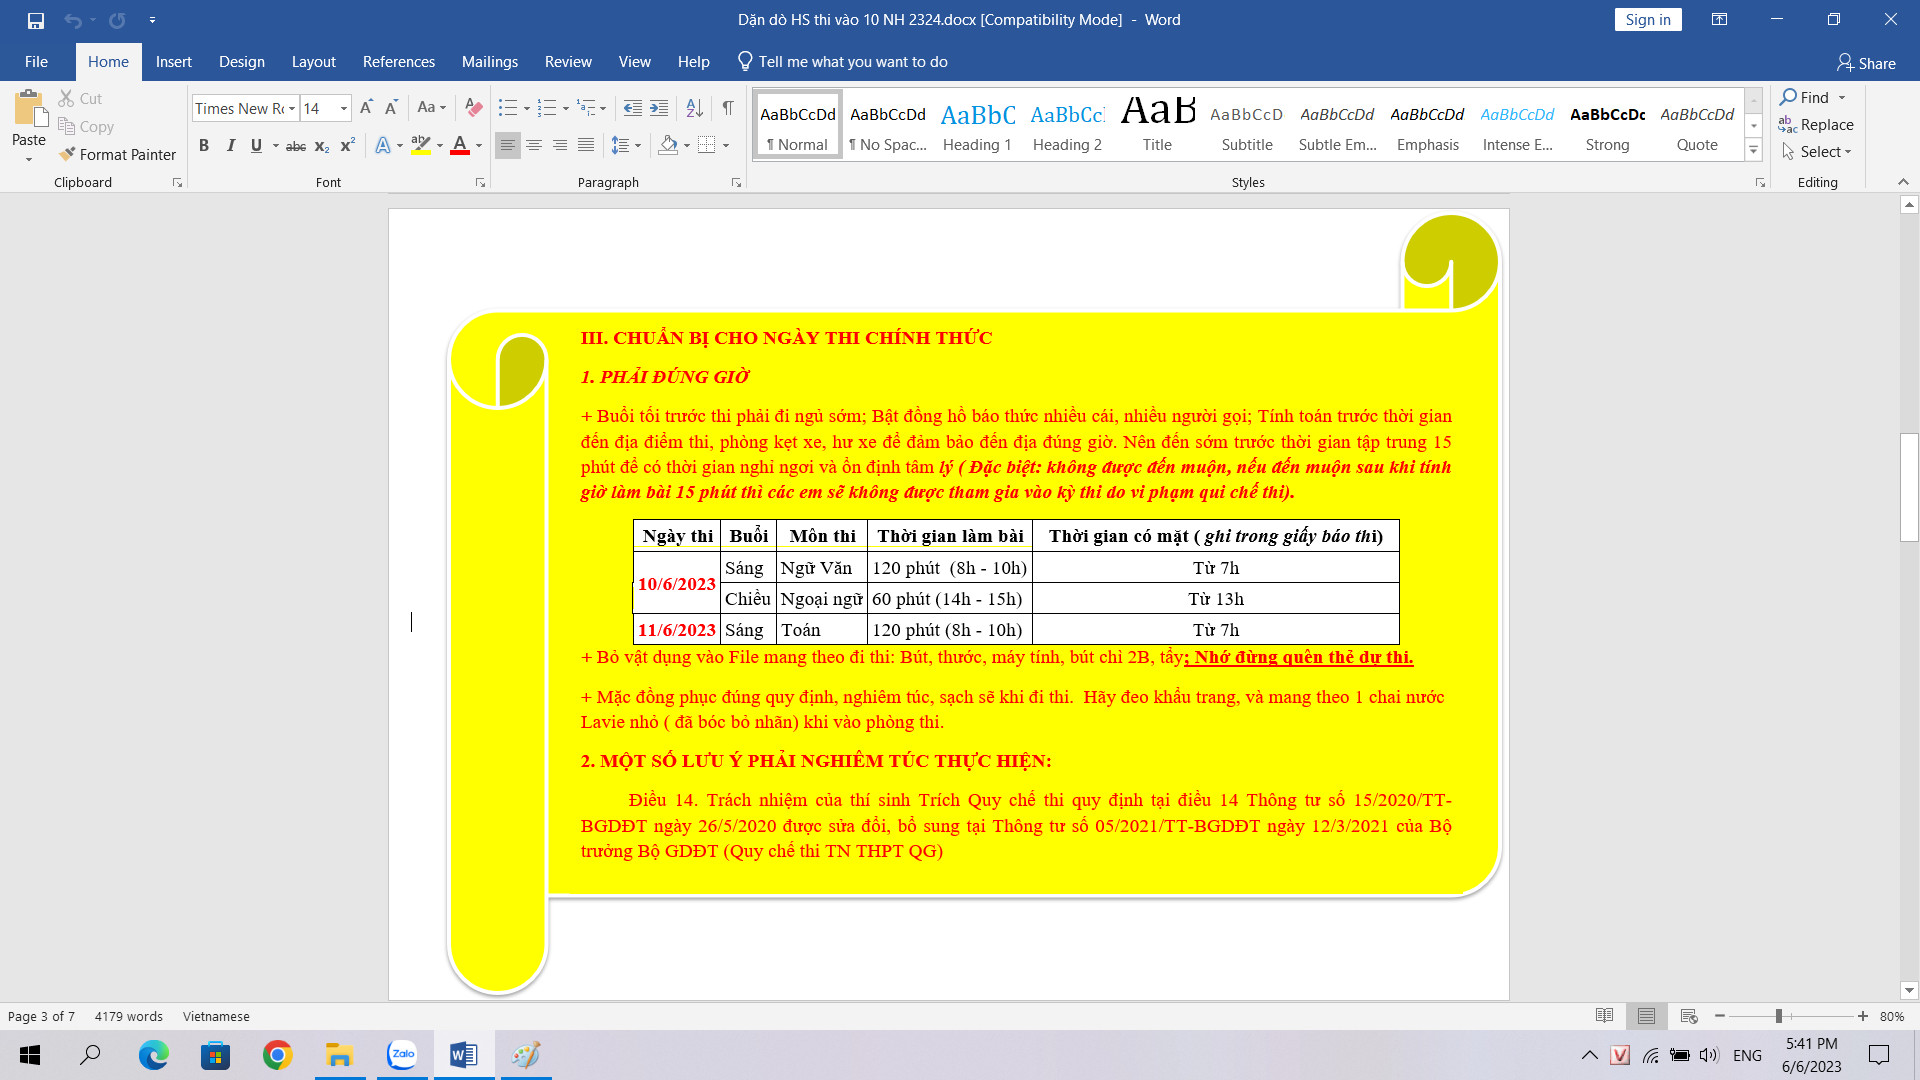 Dặn dò HS thi vào 10 NH 2324.docx [Compatibility Mode] - Word
Sign in
File Home Insert Design Layout References Mailings Review View Help Tell me what you want to do Share
Paste
Cut
Copy
Format Painter
Clipboard
Times New Ro 14
Aa
B I U abc X₂ X²
Font
Paragraph
AaBbCcDd AaBbCcDd AaBbC AaBbCc AaB AaBbCcD AaBbCcDd AaBbCcDd AaBbCcDd AaBbCcDc AaBbCcDd
¶ Normal ¶ No Spac... Heading 1 Heading 2 Title Subtitle Subtle Em... Emphasis Intense E... Strong Quote
Styles
Find
Replace
Select
Editing
III. CHUẨN BỊ CHO NGÀY THI CHÍNH THỨC
1. PHẢI ĐÚNG GIỜ
+ Buổi tối trước thi phải đi ngủ sớm; Bật đồng hồ báo thức nhiều cái, nhiều người gọi; Tính toán trước thời gian
đến địa điểm thi, phòng kẹt xe, hư xe để đảm bảo đến địa đúng giờ. Nên đến sớm trước thời gian tập trung 15
phút để có thời gian nghỉ ngơi và ổn định tâm lý ( Đặc biệt: không được đến muộn, nếu đến muộn sau khi tính
giờ làm bài 15 phút thì các em sẽ không được tham gia vào kỳ thi do vi phạm qui chế thi).
Ngày thi Buổi Môn thi Thời gian làm bài Thời gian có mặt ( ghi trong giấy báo thi)
10/6/2023 Sáng Ngữ Văn 120 phút (8h - 10h) Từ 7h
Chiều Ngoại ngữ 60 phút (14h - 15h) Từ 13h
11/6/2023 Sáng Toán 120 phút (8h - 10h) Từ 7h
+ Bỏ vật dụng vào File mang theo đi thi: Bút, thước, máy tính, bút chì 2B, tẩy; Nhớ đừng quên thẻ dự thi.
+ Mặc đồng phục đúng quy định, nghiêm túc, sạch sẽ khi đi thi. Hãy đeo khẩu trang, và mang theo 1 chai nước
Lavie nhỏ ( đã bóc bỏ nhãn) khi vào phòng thi.
2. MỘT SỐ LƯU Ý PHẢI NGHIÊM TÚC THỰC HIỆN:
Điều 14. Trách nhiệm của thí sinh Trích Quy chế thi quy định tại điều 14 Thông tư số 15/2020/TT-
BGDĐT ngày 26/5/2020 được sửa đổi, bổ sung tại Thông tư số 05/2021/TT-BGDĐT ngày 12/3/2021 của Bộ
trưởng Bộ GDĐT (Quy chế thi TN THPT QG)
Page 3 of 7 4179 words Vietnamese
80%
Zalo
ENG
5:41 PM
6/6/2023